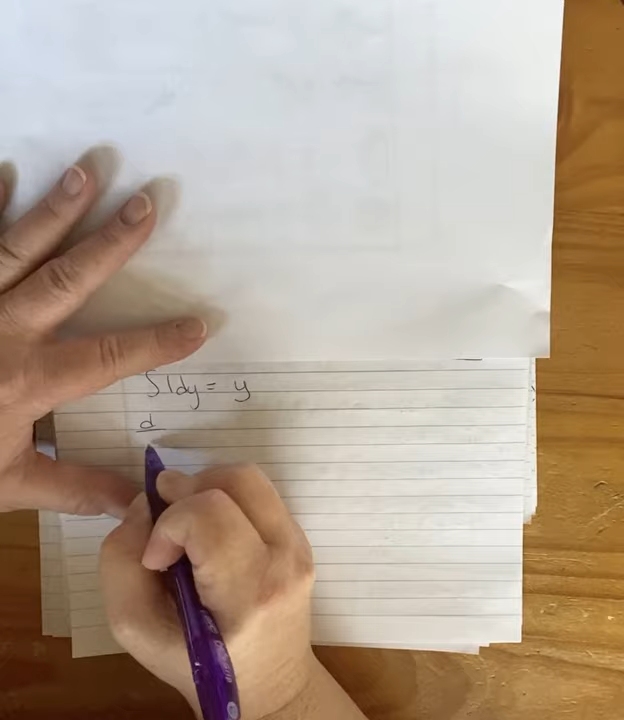 ∫1dy = y
d